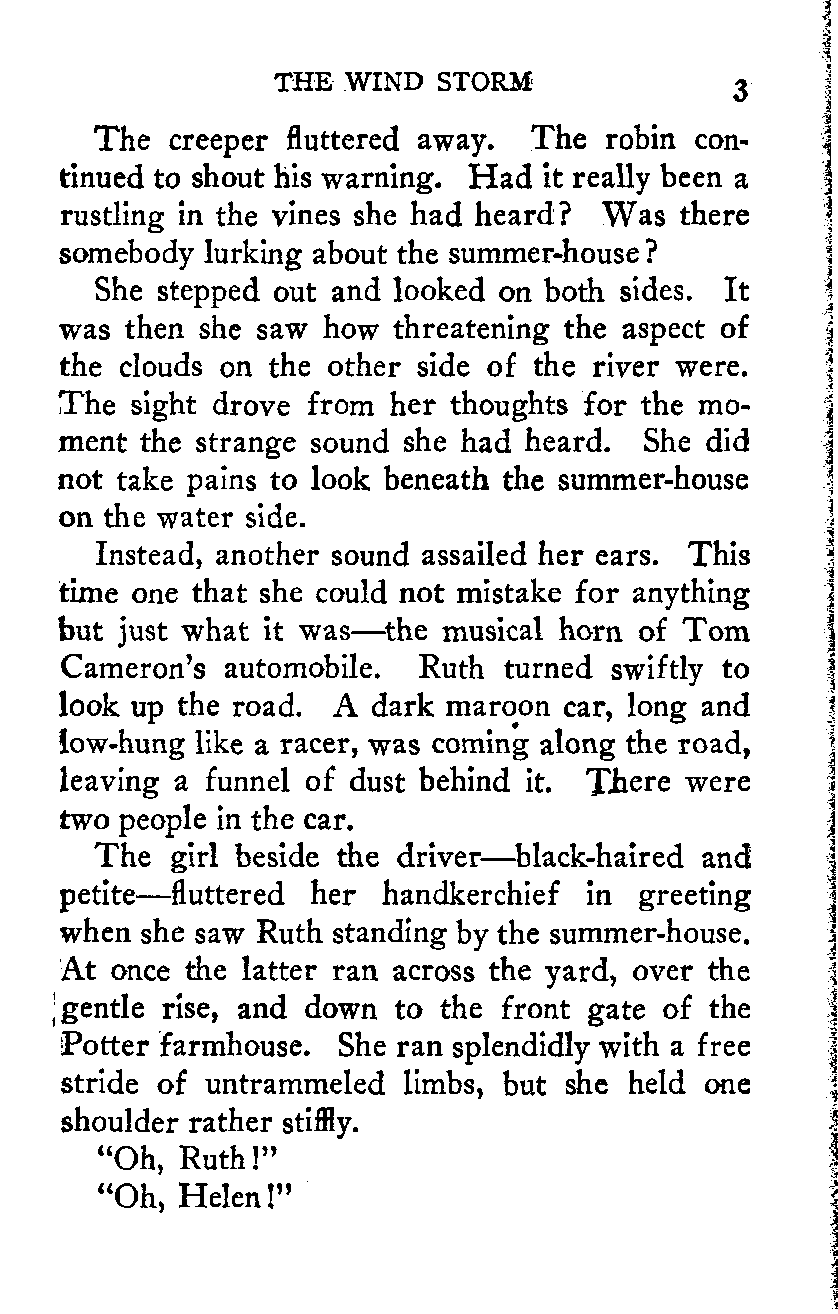 THE WIND STORM 3
The creeper fluttered away. The robin con-
tinued to shout his warning. Had it really been a
rustling in the vines she had heard? Was there
somebody lurking about the summer-house?
She stepped out and looked on both sides. It
was then she saw how threatening the aspect of
the clouds on the other side of the river were.
The sight drove from her thoughts for the mo-
ment the strange sound she had heard. She did
not take pains to look beneath the summer-house
on the water side.
Instead, another sound assailed her ears. This
time one that she could not mistake for anything
but just what it was—the musical horn of Tom
Cameron's automobile. Ruth turned swiftly to
look up the road. A dark maroon car, long and
low-hung like a racer, was coming along the road,
leaving a funnel of dust behind it. There were
two people in the car.
The girl beside the driver—black-haired and
petite—fluttered her handkerchief in greeting
when she saw Ruth standing by the summer-house.
At once the latter ran across the yard, over the
gentle rise, and down to the front gate of the
Potter farmhouse. She ran splendidly with a free
stride of untrammeled limbs, but she held one
shoulder rather stiffly.
"Oh, Ruth!"
"Oh, Helen!"